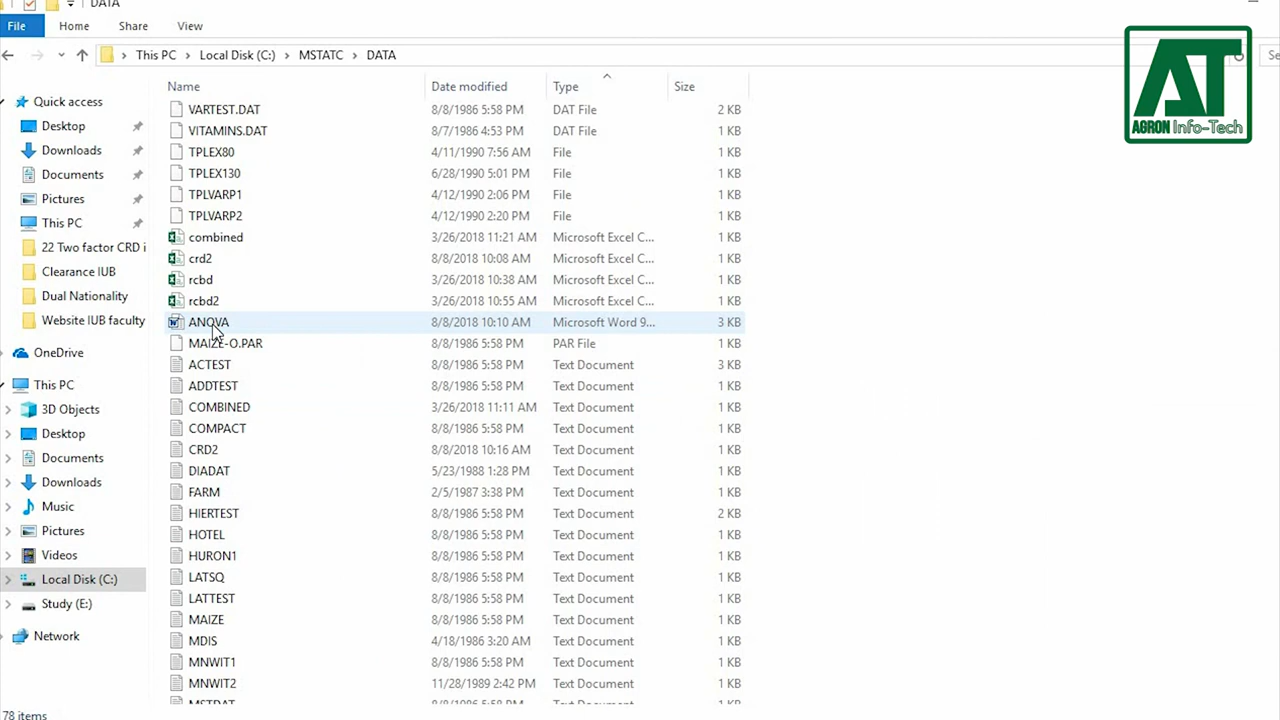 DATA
File Home Share View
This PC Local Disk (C:) MSTATC DATA
Se
AT
AGRON Info-Tech
Name Date modified Type Size
Quick access
Desktop
Downloads
Documents
Pictures
This PC
22 Two factor CRD i
Clearance IUB
Dual Nationality
Website IUB faculty
OneDrive
This PC
3D Objects
Desktop
Documents
Downloads
Music
Pictures
Videos
Local Disk (C:)
Study (E:)
Network
VARTEST.DAT 8/8/1986 5:58 PM DAT File 2 KB
VITAMINS.DAT 8/7/1986 4:53 PM DAT File 1 KB
TPLEX80 4/11/1990 7:56 AM File 1 KB
TPLEX130 6/28/1990 5:01 PM File 1 KB
TPLVARP1 4/12/1990 2:06 PM File 1 KB
TPLVARP2 4/12/1990 2:20 PM File 1 KB
combined 3/26/2018 11:21 AM Microsoft Excel C... 1 KB
crd2 8/8/2018 10:08 AM Microsoft Excel C... 1 KB
rcbd 3/26/2018 10:38 AM Microsoft Excel C... 1 KB
rcbd2 3/26/2018 10:55 AM Microsoft Excel C... 1 KB
ANOVA 8/8/2018 10:10 AM Microsoft Word 9... 3 KB
MAIZE-O.PAR 8/8/1986 5:58 PM PAR File 1 KB
ACTEST 8/8/1986 5:58 PM Text Document 3 KB
ADDTEST 8/8/1986 5:58 PM Text Document 1 KB
COMBINED 3/26/2018 11:11 AM Text Document 1 KB
COMPACT 8/8/1986 5:58 PM Text Document 1 KB
CRD2 8/8/2018 10:16 AM Text Document 1 KB
DIADAT 5/23/1988 1:28 PM Text Document 1 KB
FARM 2/5/1987 3:38 PM Text Document 1 KB
HIERTEST 8/8/1986 5:58 PM Text Document 2 KB
HOTEL 8/8/1986 5:58 PM Text Document 1 KB
HURON1 8/8/1986 5:58 PM Text Document 1 KB
LATSQ 8/8/1986 5:58 PM Text Document 1 KB
LATTEST 8/8/1986 5:58 PM Text Document 1 KB
MAIZE 8/8/1986 5:58 PM Text Document 1 KB
MDIS 4/18/1986 3:20 AM Text Document 1 KB
MNWIT1 8/8/1986 5:58 PM Text Document 1 KB
MNWIT2 11/28/1989 2:42 PM Text Document 1 KB
MSTDAT 8/8/1986 5:58 PM Text Document 1 KB
78 items